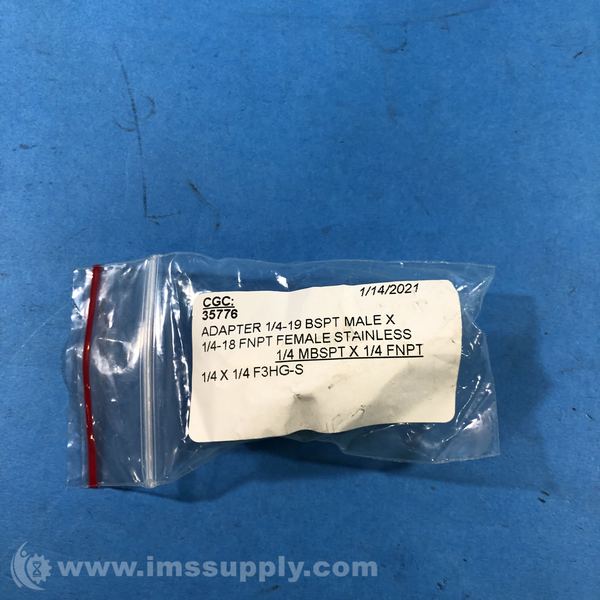 CGC: 1/14/2021
35776
ADAPTER 1/4-19 BSPT MALE X
1/4-18 FNPT FEMALE STAINLESS
1/4 MBSPT X 1/4 FNPT
1/4 X 1/4 F3HG-S
www.imssupply.com